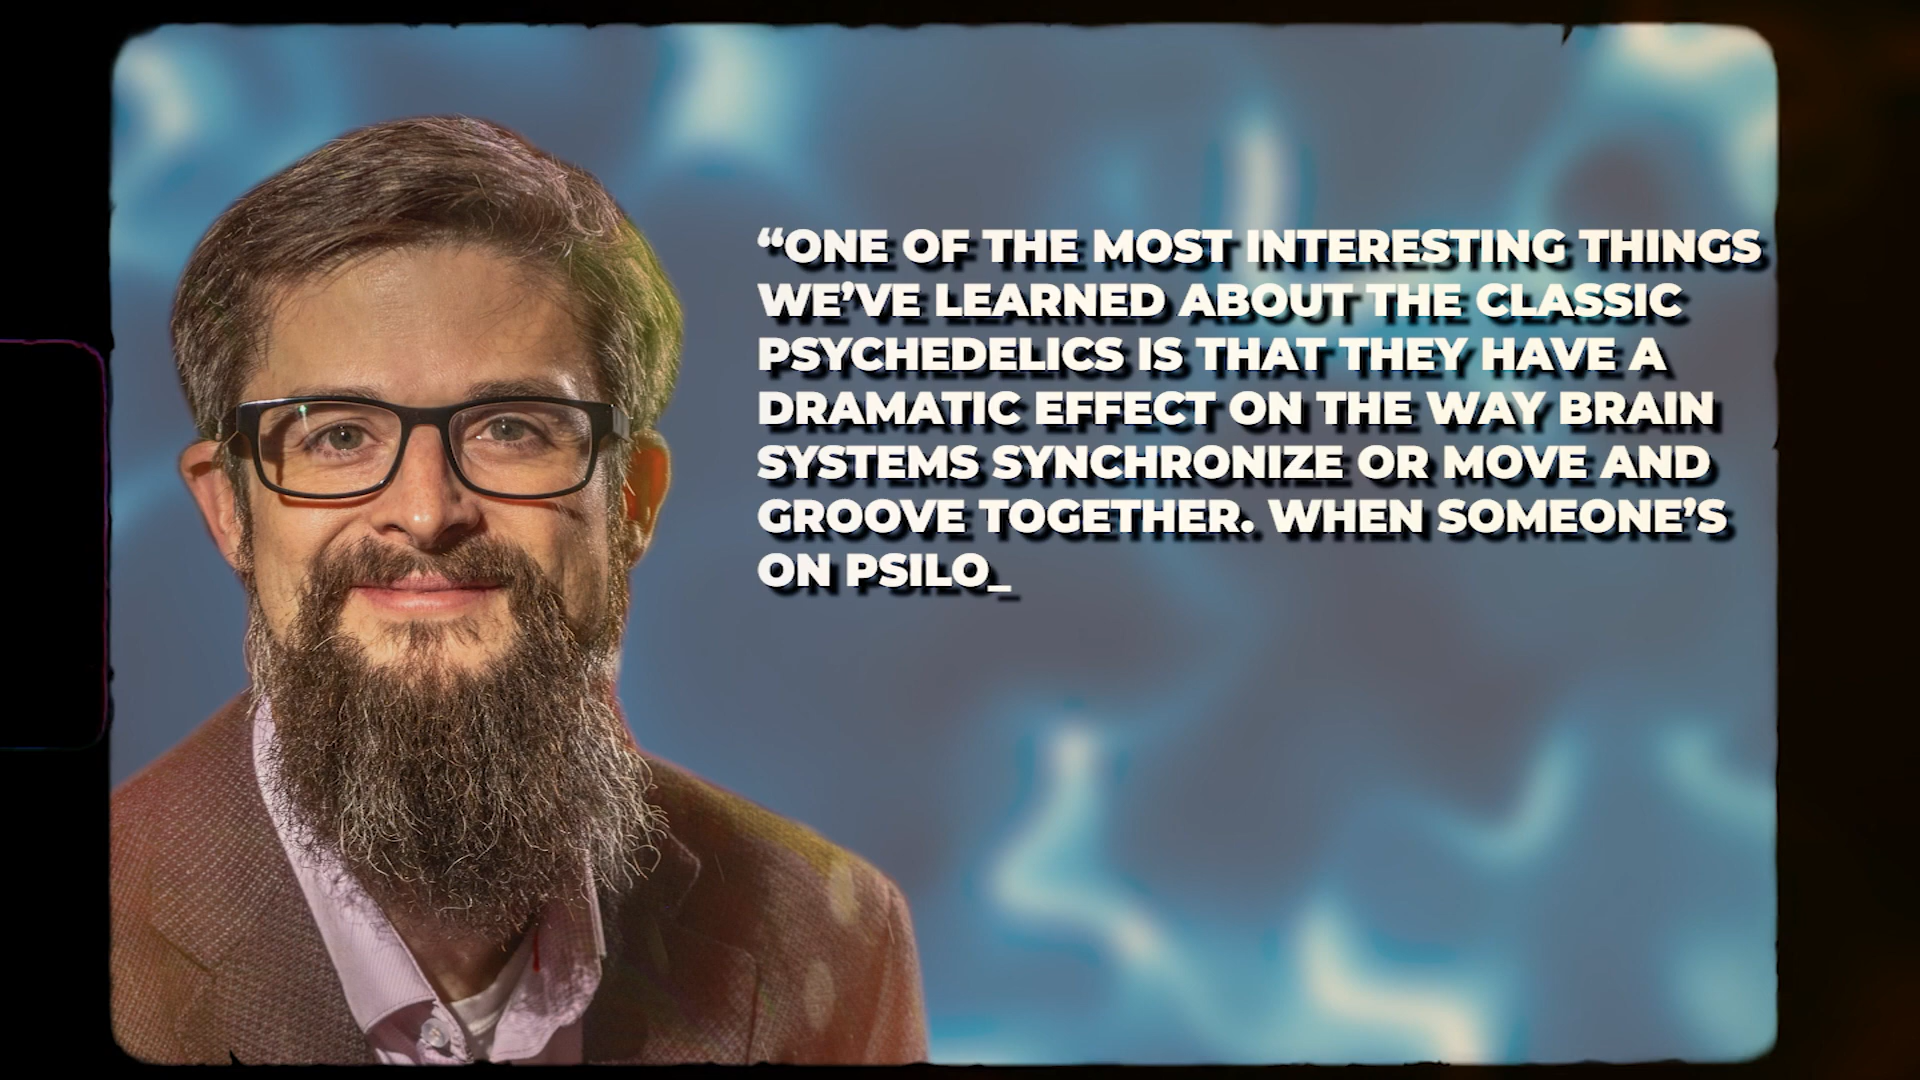 “ONE OF THE MOST INTERESTING THINGS
WE’VE LEARNED ABOUT THE CLASSIC
PSYCHEDELICS IS THAT THEY HAVE A
DRAMATIC EFFECT ON THE WAY BRAIN
SYSTEMS SYNCHRONIZE OR MOVE AND
GROOVE TOGETHER. WHEN SOMEONE’S
ON PSILO_